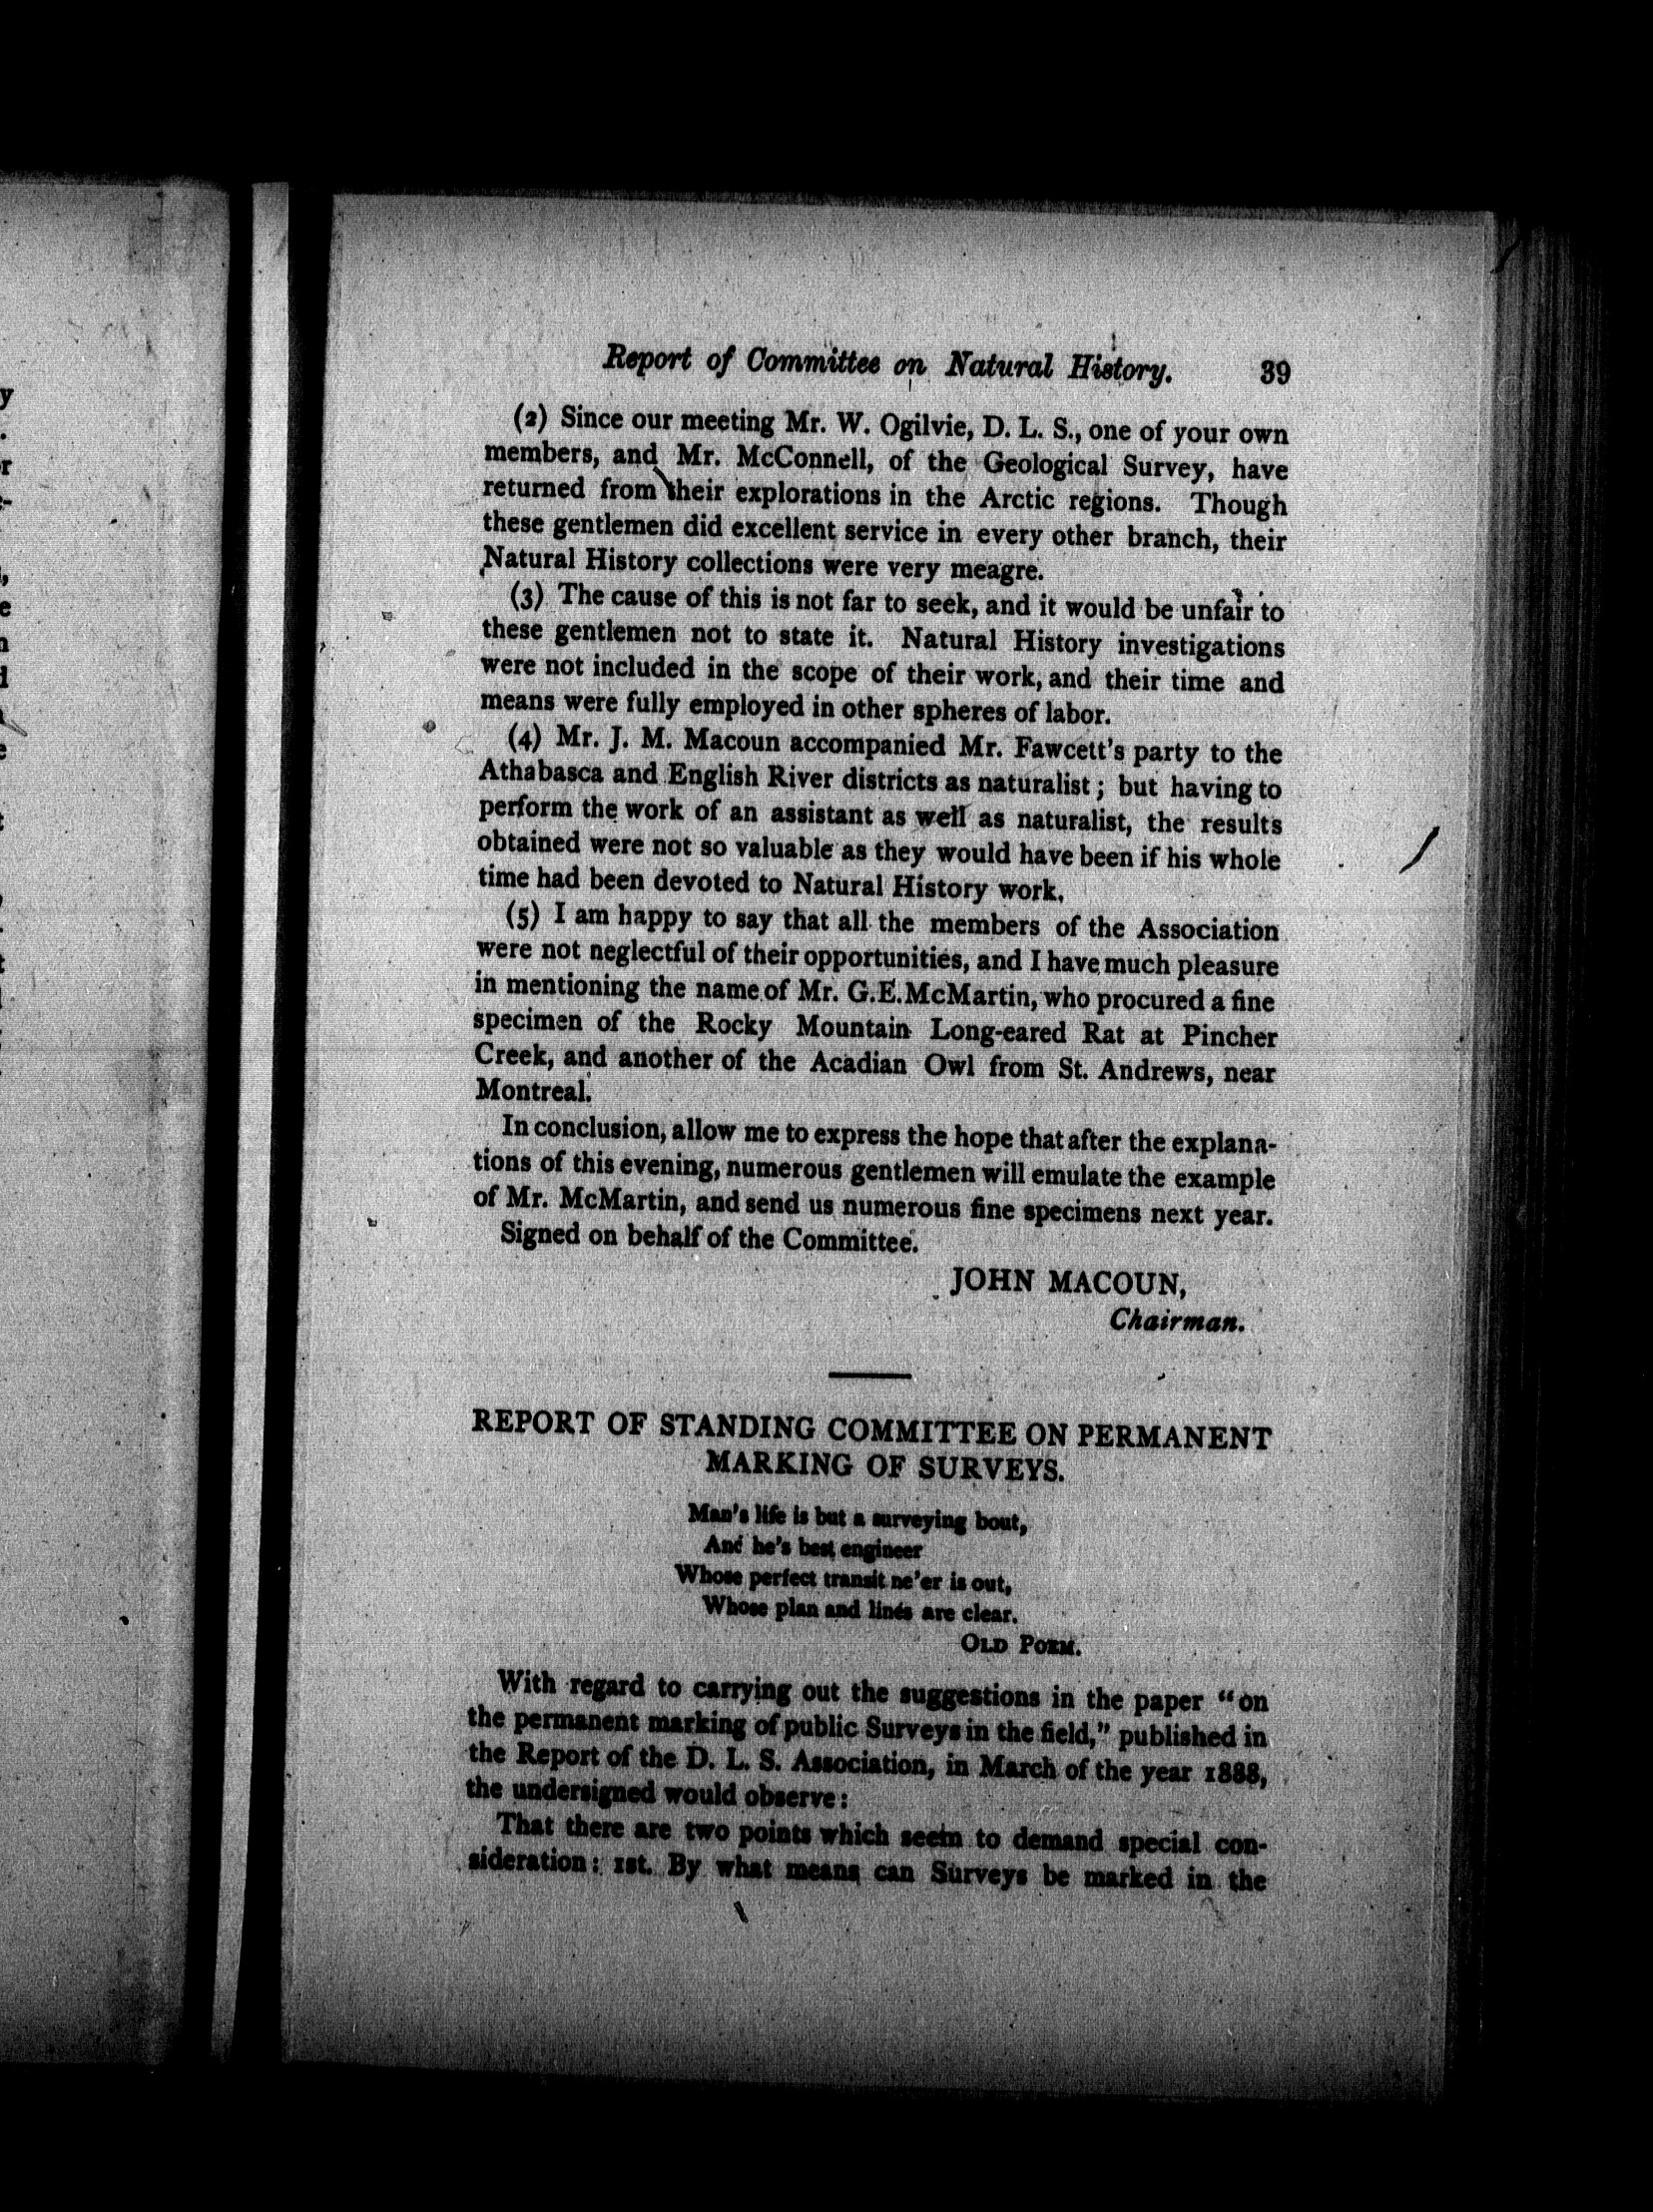 Report of Committee on Natural History. 39
(2) Since our meeting Mr. W. Ogilvie, D. L. S., one of your own
members, and Mr. McConnell, of the Geological Survey, have
returned from their explorations in the Arctic regions. Though
these gentlemen did excellent service in every other branch, their
Natural History collections were very meagre.
(3) The cause of this is not far to seek, and it would be unfair to
these gentlemen not to state it. Natural History investigations
were not included in the scope of their work, and their time and
means were fully employed in other spheres of labor.
(4) Mr. J. M. Macoun accompanied Mr. Fawcett's party to the
Athabasca and English River districts as naturalist; but having to
perform the work of an assistant as well as naturalist, the results
obtained were not so valuable as they would have been if his whole
time had been devoted to Natural History work.
(5) I am happy to say that all the members of the Association
were not neglectful of their opportunities, and I have much pleasure
in mentioning the name of Mr. G.E. McMartin, who procured a fine
specimen of the Rocky Mountain Long-eared Rat at Pincher
Creek, and another of the Acadian Owl from St. Andrews, near
Montreal.
In conclusion, allow me to express the hope that after the explana-
tions of this evening, numerous gentlemen will emulate the example
of Mr. McMartin, and send us numerous fine specimens next year.
Signed on behalf of the Committee.
JOHN MACOUN,
Chairman.
REPORT OF STANDING COMMITTEE ON PERMANENT
MARKING OF SURVEYS.
Man's life is but a surveying bout,
And he's best engineer
Whose perfect transit ne'er is out,
Whose plan and lines are clear.
OLD POEM.
With regard to carrying out the suggestions in the paper "on
the permanent marking of public Surveys in the field," published in
the Report of the D. L. S. Association, in March of the year 1888,
the undersigned would observe:
That there are two points which seem to demand special con-
sideration: 1st. By what means can Surveys be marked in the